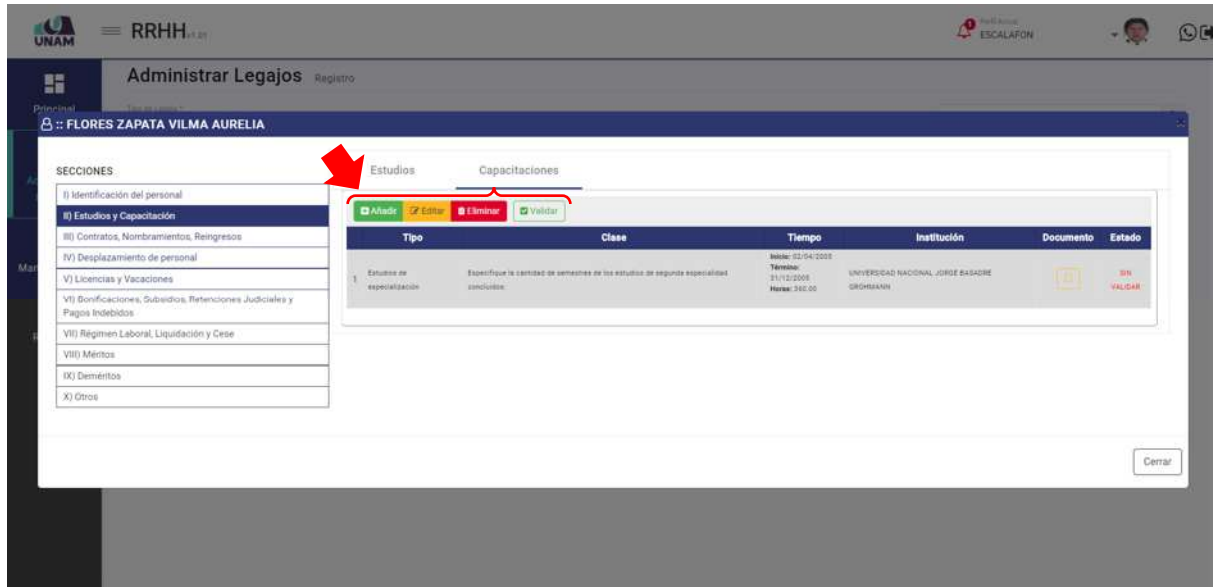 UNAM
RRHH
Perfil Actual
ESCALAFON
Administrar Legajos Registro
Principal
:: FLORES ZAPATA VILMA AURELIA
SECCIONES
I) Identificación del personal
II) Estudios y Capacitación
III) Contratos, Nombramientos, Reingresos
IV) Desplazamiento de personal
V) Licencias y Vacaciones
VI) Bonificaciones, Subsidios, Retenciones Judiciales y
Pagos Indebidos
VII) Régimen Laboral, Liquidación y Cese
VIII) Méritos
IX) Deméritos
X) Otros
Estudios Capacitaciones
Añadir Editar Eliminar Validar
Tipo Clase Tiempo Institución Documento Estado
1 Estudios de
especialización
Especifique la cantidad de semestres de los estudios de segunda especialidad
concluidos:
Inicio: 02/04/2005
Término:
31/12/2005
Horas: 360.00
UNIVERSIDAD NACIONAL JORGE BASADRE
GROHMANN
SIN
VALIDAR
Cerrar